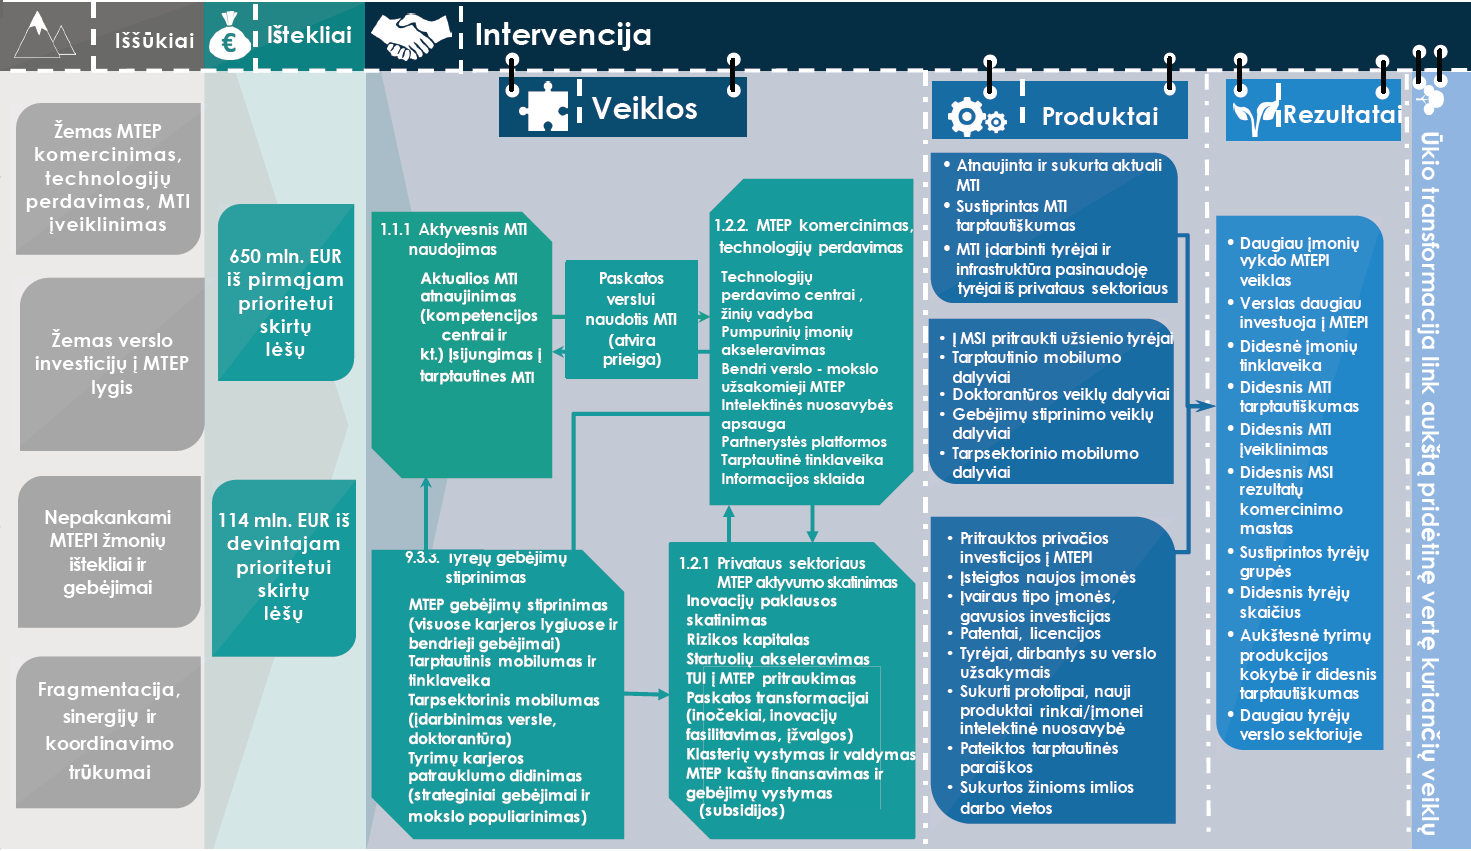 Iššūkiai
Ištekliai
Intervencija
Veiklos
Produktai
Rezultatai
Žemas MTEP
komercinimas,
technologijų
perdavimas, MTI
įveiklinimas
Žemas verslo
investicijų į MTEP
lygis
Nepakankami
MTEPI žmonių
ištekliai ir
gebėjimai
Fragmentacija,
sinergijų ir
koordinavimo
trūkumai
650 mln. EUR
iš pirmąjam
prioritetui
skirtų
lėšų
114 mln. EUR iš
devintajam
prioritetui
skirtų
lėšų
1.1.1 Aktyvesnis MTI
naudojimas
Aktualios MTI
atnaujinimas
(kompetencijos
centrai ir
kt.) Įsijungimas į
tarptautines MTI
Paskatos
verslui
naudotis MTI
(atvira
prieiga)
1.2.2. MTEP komercinimas,
technologijų perdavimas
Technologijų
perdavimo centrai ,
žinių vadyba
Pumpurinių įmonių
akseleravimas
Bendri verslo - mokslo
užsakomieji MTEP
Intelektinės nuosavybės
apsauga
Partnerystės platformos
Tarptautinė tinklaveika
Informacijos sklaida
9.3.3. Tyrėjų gebėjimų
stiprinimas
MTEP gebėjimų stiprinimas
(visuose karjeros lygiuose ir
bendrieji gebėjimai)
Tarptautinis mobilumas ir
tinklaveika
Tarpsektorinis mobilumas
(įdarbinimas versle,
doktorantūra)
Tyrimų karjeros
patrauklumo didinimas
(strateginiai gebėjimai ir
mokslo populiarinimas)
1.2.1 Privataus sektoriaus
MTEP aktyvumo skatinimas
Inovacijų paklausos
skatinimas
Rizikos kapitalas
Startuolių akseleravimas
TUI į MTEP pritraukimas
Paskatos transformacijai
(inočekiai, inovacijų
fasilitavimas, įžvalgos)
Klasterių vystymas ir valdymas
MTEP kaštų finansavimas ir
gebėjimų vystymas
(subsidijos)
• Atnaujinta ir sukurta aktuali
MTI
• Sustiprintas MTI
tarptautiškumas
• MTI įdarbinti tyrėjai ir
infrastruktūra pasinaudoję
tyrėjai iš privataus sektoriaus
• Į MSI pritraukti užsienio tyrėjai
• Tarptautinio mobilumo
dalyviai
• Doktorantūros veiklų dalyviai
• Gebėjimų stiprinimo veiklų
dalyviai
• Tarpsektorinio mobilumo
dalyviai
• Pritrauktos privačios
investicijos į MTEPI
• Įsteigtos naujos įmonės
• Įvairaus tipo įmonės,
gavusios investicijas
• Patentai, licencijos
• Tyrėjai, dirbantys su verslo
užsakymais
• Sukurti prototipai, nauji
produktai rinkai/įmonei
intelektinė nuosavybė
• Pateiktos tarptautinės
paraiškos
• Sukurtos žinioms imlios
darbo vietos
• Daugiau įmonių
vykdo MTEPI
veiklas
• Verslas daugiau
investuoja į MTEPI
• Didesnė įmonių
tinklaveika
• Didesnis MTI
tarptautiškumas
• Didesnis MTI
įveiklinimas
• Didesnis MSI
rezultatų
komercinimo
mastas
• Sustiprintos tyrėjų
grupės
• Didesnis tyrėjų
skaičius
• Aukštesnė tyrimų
produkcijos
kokybė ir didesnis
tarptautiškumas
• Daugiau tyrėjų
verslo sektoriuje
Ūkio transformacija link aukštą pridėtinę vertę kuriančių veiklų